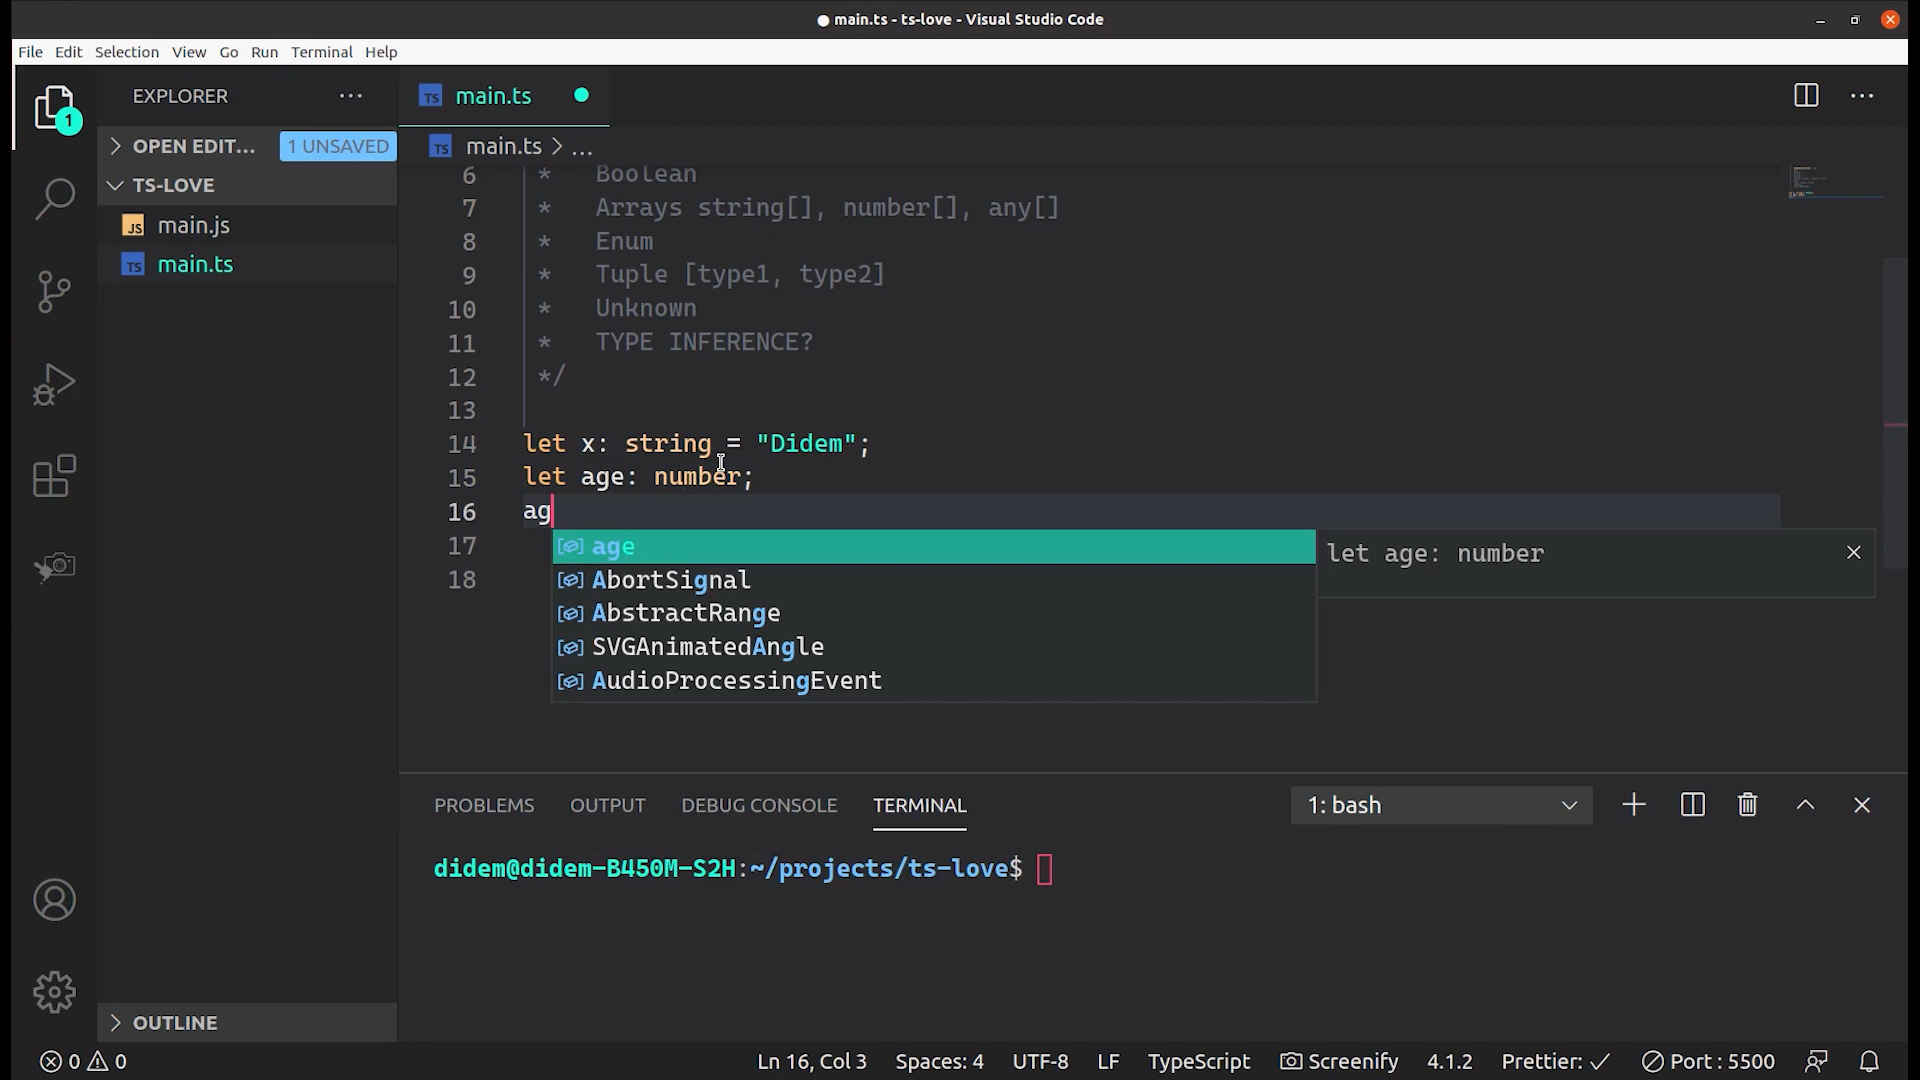 main.ts - ts-love - Visual Studio Code
File Edit Selection View Go Run Terminal Help
EXPLORER
1
OPEN EDIT... 1 UNSAVED
TS-LOVE
JS main.js
TS main.ts
OUTLINE
TS main.ts
TS main.ts > ...
6 * Boolean
7 * Arrays string[], number[], any[]
8 * Enum
9 * Tuple [type1, type2]
10 * Unknown
11 * TYPE INFERENCE?
12 */
13
14 let x: string = "Didem";
15 let age: number;
16 ag
17 age
let age: number
18 AbortSignal
AbstractRange
SVGAnimatedAngle
AudioProcessingEvent
PROBLEMS OUTPUT DEBUG CONSOLE TERMINAL 1: bash
didem@didem-B450M-S2H:~/projects/ts-love$
0 0 Ln 16, Col 3 Spaces: 4 UTF-8 LF TypeScript Screenify 4.1.2 Prettier: ✓ Port : 5500